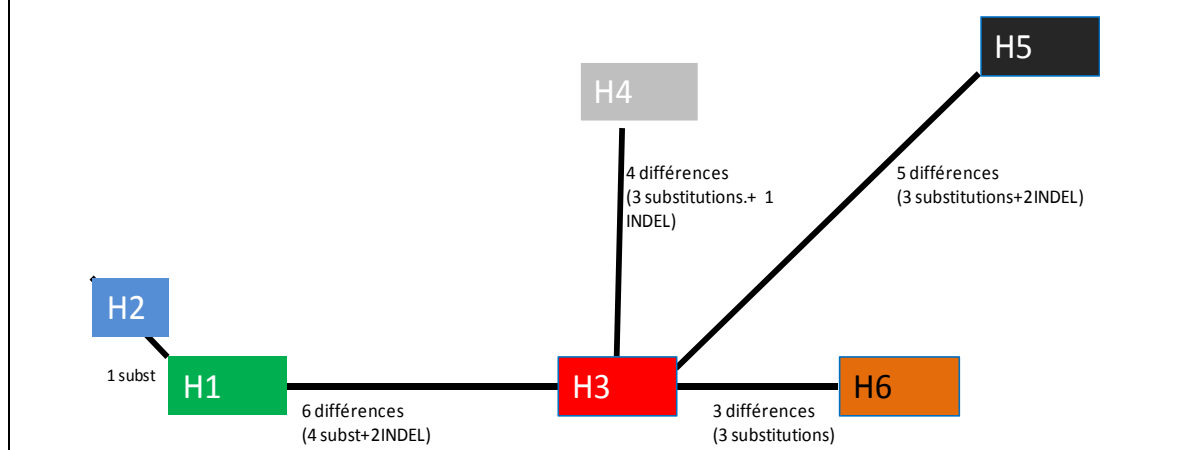 H5
H4
4 différences
(3 substitutions.+ 1
INDEL)
5 différences
(3 substitutions+2INDEL)
H2
1 subst
H1
H3
H6
6 différences
(4 subst+2INDEL)
3 différences
(3 substitutions)